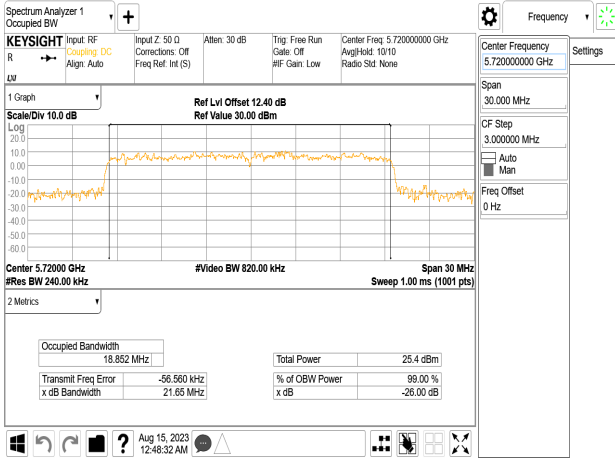 Spectrum Analyzer 1
Occupied BW
Frequency
KEYSIGHT
R
Input: RF
Coupling: DC
Align: Auto
Input Z: 50 Ω
Corrections: Off
Freq Ref: Int (S)
Atten: 30 dB
Trig: Free Run
Gate: Off
#IF Gain: Low
Center Freq: 5.720000000 GHz
Avg|Hold: 10/10
Radio Std: None
Center Frequency
5.720000000 GHz
Settings
Span
30.000 MHz
CF Step
3.000000 MHz
Auto
Man
Freq Offset
0 Hz
1 Graph
Scale/Div 10.0 dB
Ref Lvl Offset 12.40 dB
Ref Value 30.00 dBm
Log
20.0
10.0
0.00
-10.0
-20.0
-30.0
-40.0
-50.0
-60.0
Center 5.72000 GHz
#Video BW 820.00 kHz
Span 30 MHz
#Res BW 240.00 kHz
Sweep 1.00 ms (1001 pts)
2 Metrics
Occupied Bandwidth
18.852 MHz
Total Power 25.4 dBm
Transmit Freq Error -56.560 kHz
% of OBW Power 99.00 %
x dB Bandwidth 21.65 MHz
x dB -26.00 dB
?
Aug 15, 2023
12:48:32 AM